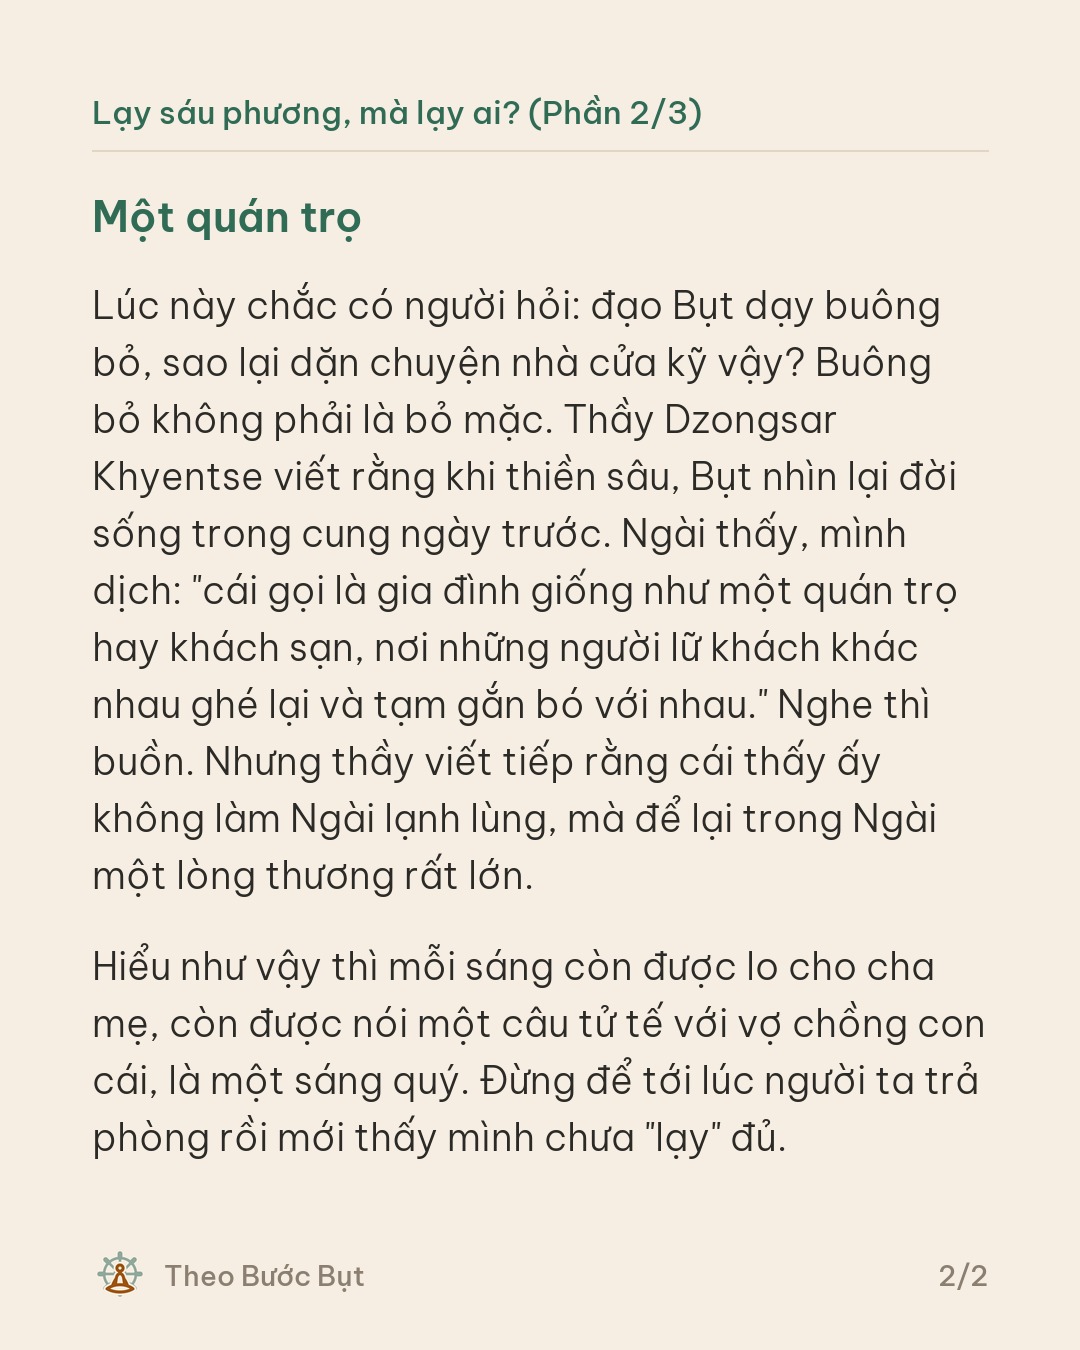 Lạy sáu phương, mà lạy ai? (Phần 2/3)
Một quán trọ
Lúc này chắc có người hỏi: đạo Bụt dạy buông
bỏ, sao lại dặn chuyện nhà cửa kỹ vậy? Buông
bỏ không phải là bỏ mặc. Thầy Dzongsar
Khyentse viết rằng khi thiền sâu, Bụt nhìn lại đời
sống trong cung ngày trước. Ngài thấy, mình
dịch: "cái gọi là gia đình giống như một quán trọ
hay khách sạn, nơi những người lữ khách khác
nhau ghé lại và tạm gắn bó với nhau." Nghe thì
buồn. Nhưng thầy viết tiếp rằng cái thấy ấy
không làm Ngài lạnh lùng, mà để lại trong Ngài
một lòng thương rất lớn.
Hiểu như vậy thì mỗi sáng còn được lo cho cha
mẹ, còn được nói một câu tử tế với vợ chồng con
cái, là một sáng quý. Đừng để tới lúc người ta trả
phòng rồi mới thấy mình chưa "lạy" đủ.
Theo Bước Bụt
2/2